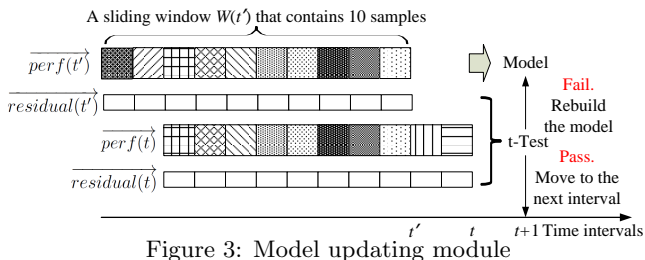 A sliding window W(t′) that contains 10 samples
perf(t′)
Model
Fail.
residual(t′)
Rebuild
the model
perf(t)
t-Test
Pass.
residual(t)
Move to the
next interval
t′ t t+1 Time intervals
Figure 3: Model updating module